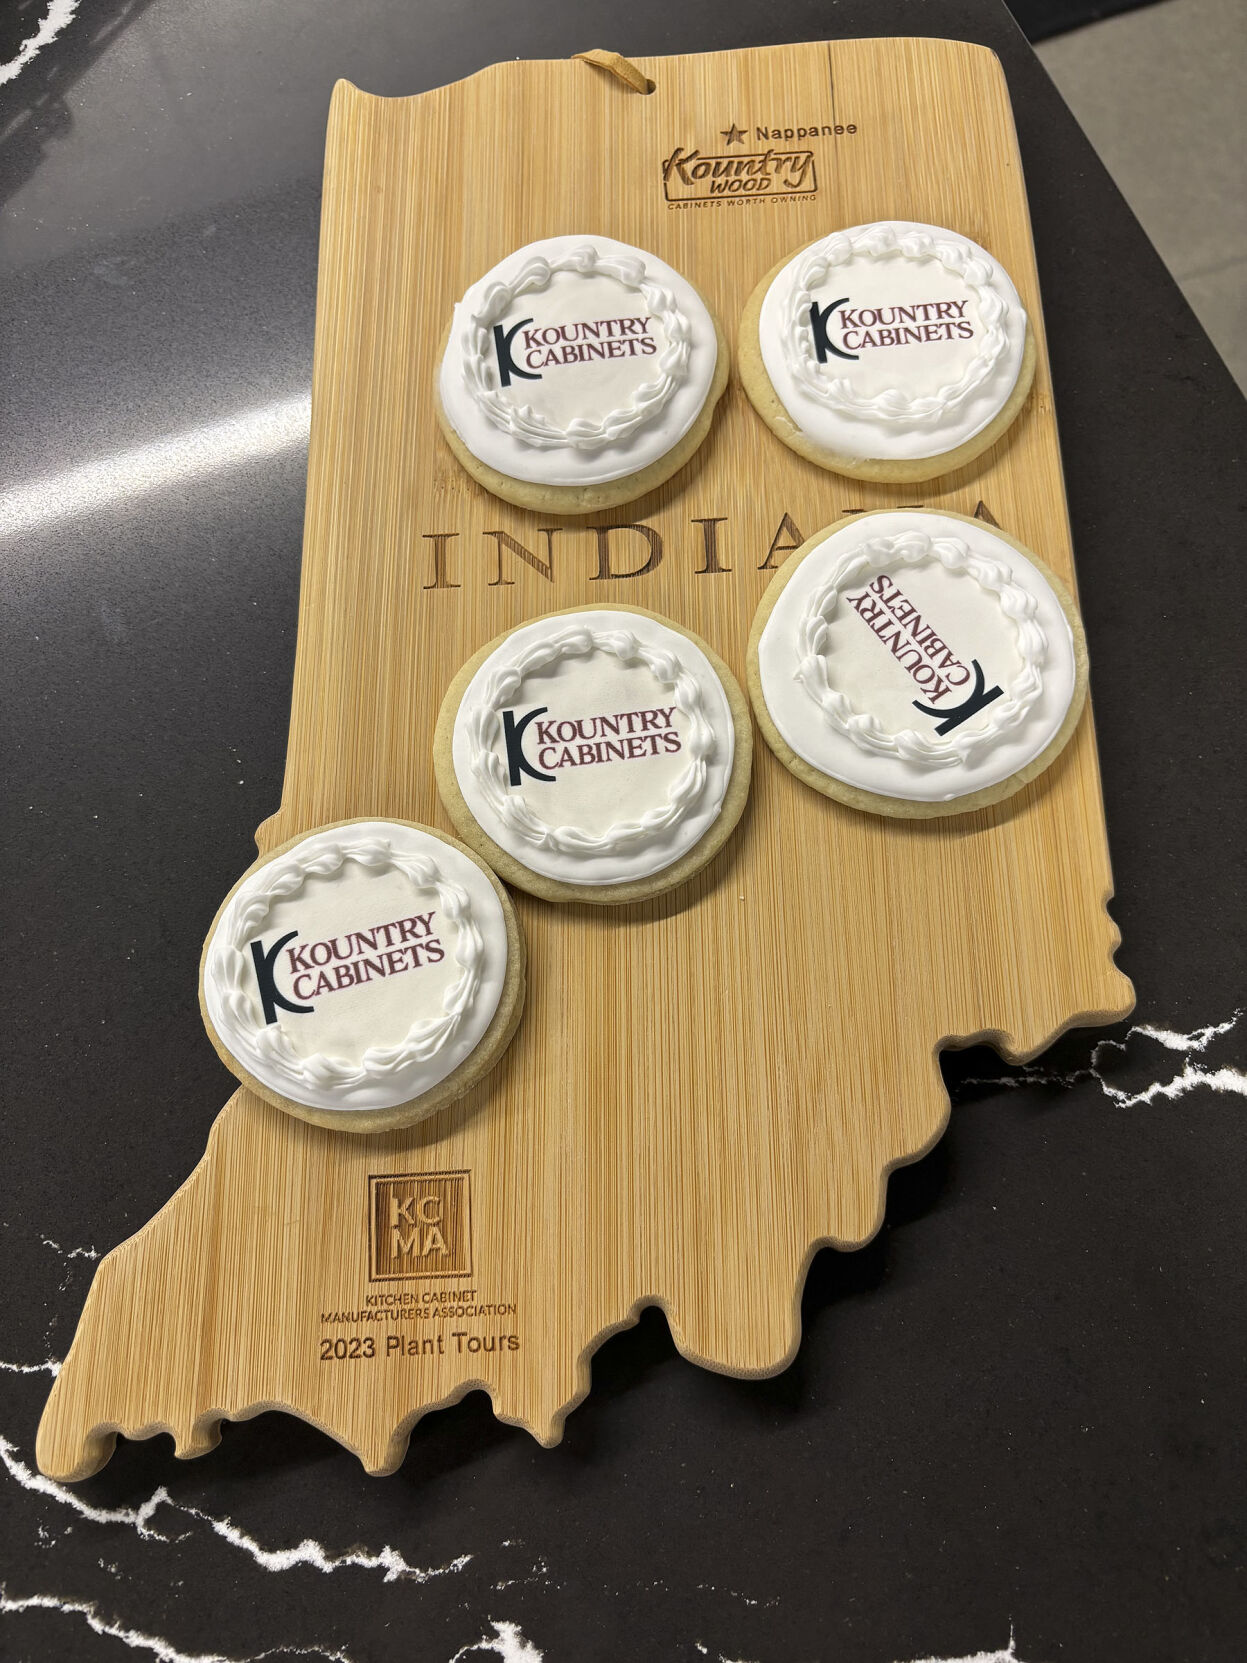 Nappanee
Kountry
WOOD
CABINETS WORTH OWNING
KOUNTRY
CABINETS
KOUNTRY
CABINETS
INDIANA
KOUNTRY
CABINETS
KOUNTRY
CABINETS
KOUNTRY
CABINETS
KC
MA
KITCHEN CABINET
MANUFACTURERS ASSOCIATION
2023 Plant Tours